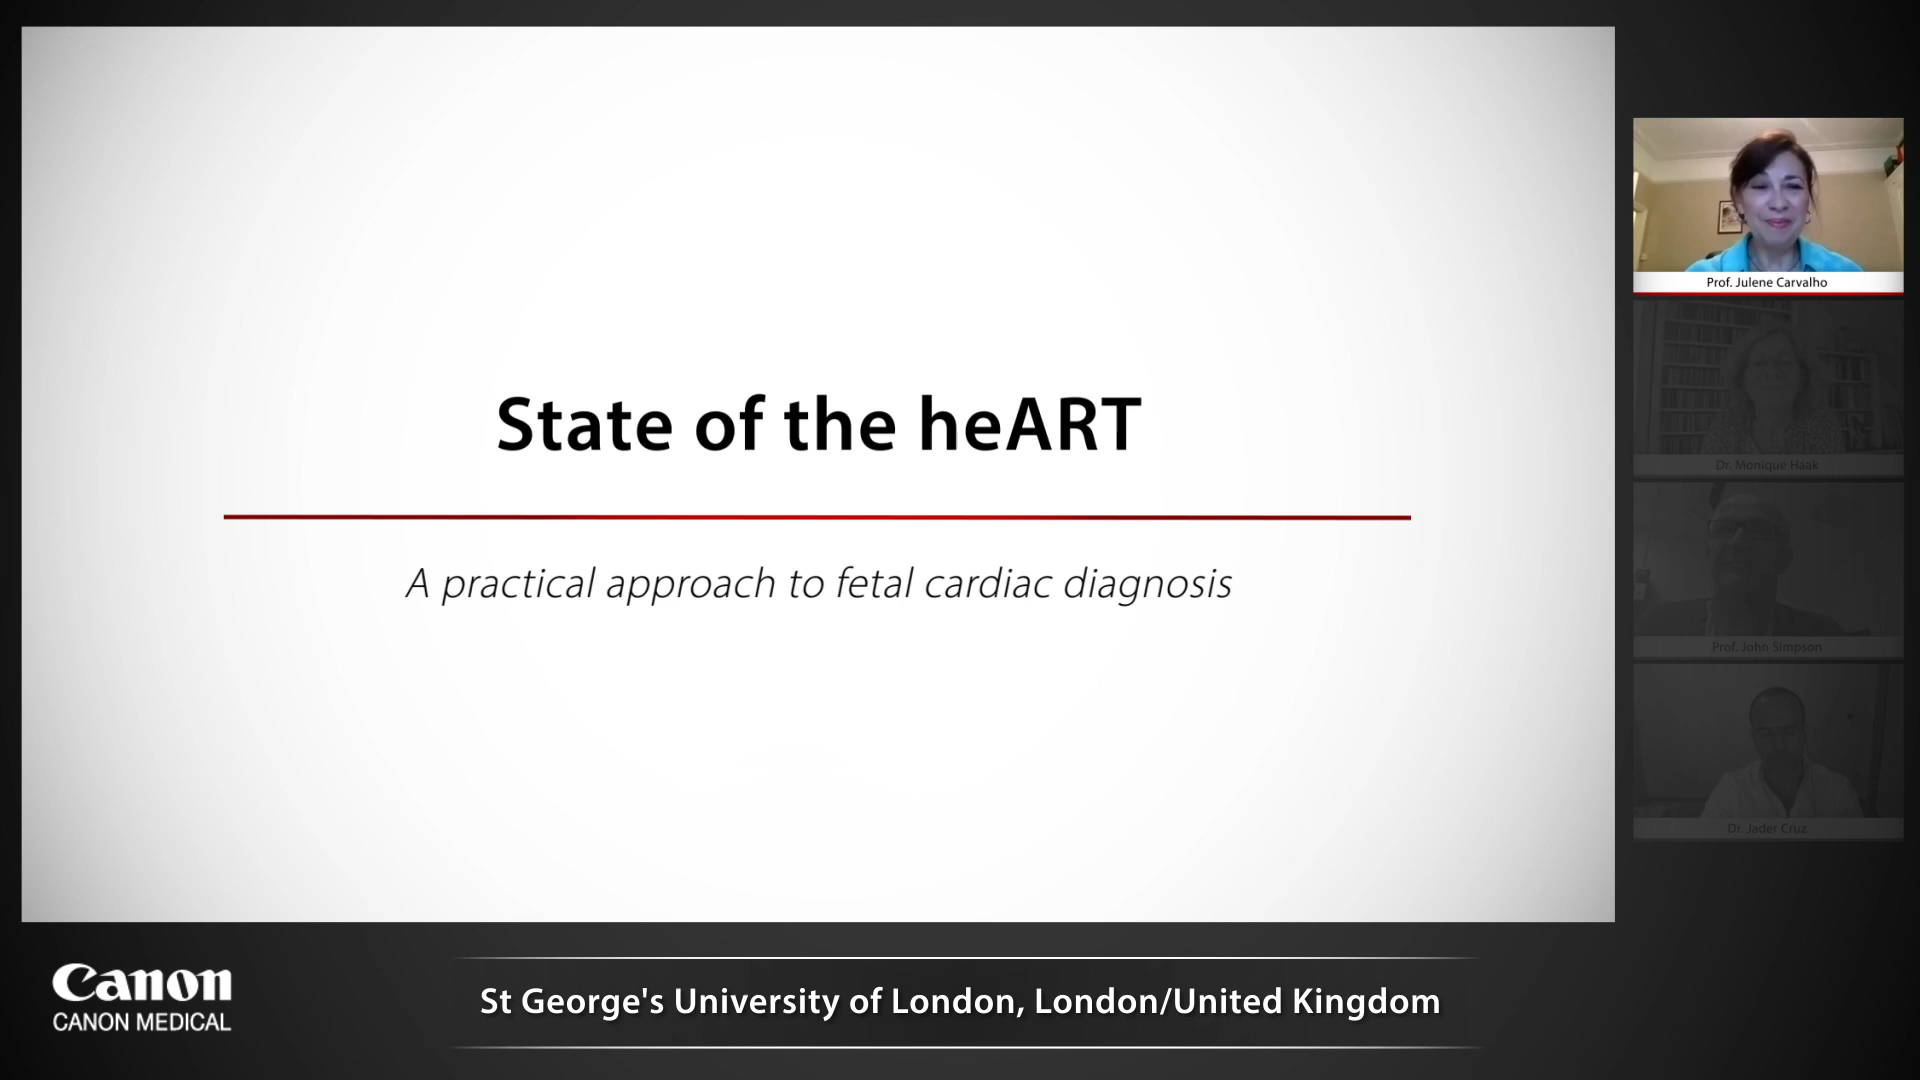 State of the heART
A practical approach to fetal cardiac diagnosis
Prof. Julene Carvalho
Dr. Monique Haak
Prof. John Simpson
Dr. Jader Cruz
Canon
CANON MEDICAL
St George's University of London, London/United Kingdom